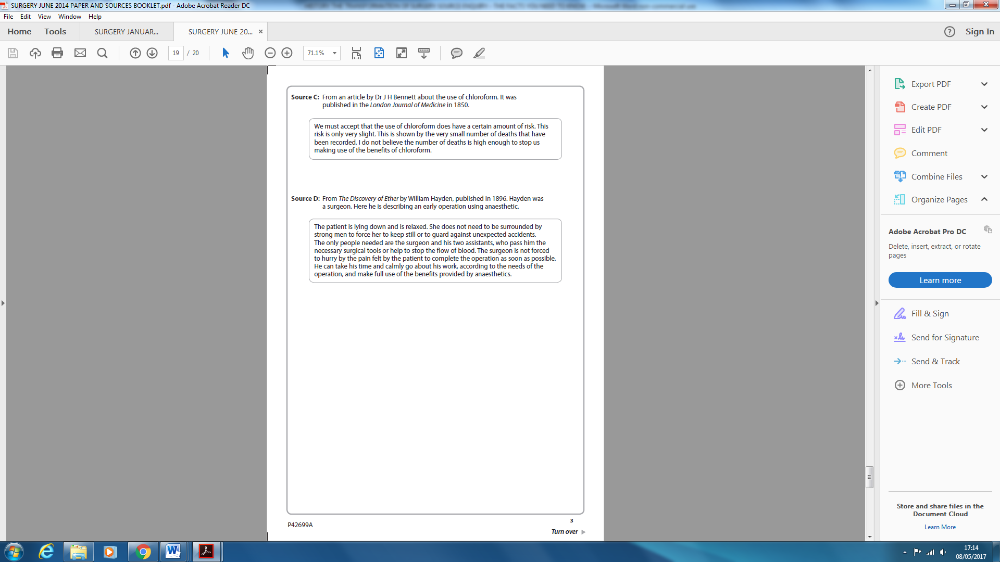 SURGERY JUNE 2014 PAPER AND SOURCES BOOKLET.pdf - Adobe Acrobat Reader DC
File Edit View Window Help
Home Tools SURGERY JANUAR... SURGERY JUNE 20... × Sign In
19 / 20 71.1%
Source C: From an article by Dr J H Bennett about the use of chloroform. It was
published in the London Journal of Medicine in 1850.
We must accept that the use of chloroform does have a certain amount of risk. This
risk is only very slight. This is shown by the very small number of deaths that have
been recorded. I do not believe the number of deaths is high enough to stop us
making use of the benefits of chloroform.
Source D: From The Discovery of Ether by William Hayden, published in 1896. Hayden was
a surgeon. Here he is describing an early operation using anaesthetic.
The patient is lying down and is relaxed. She does not need to be surrounded by
strong men to force her to keep still or to guard against unexpected accidents.
The only people needed are the surgeon and his two assistants, who pass him the
necessary surgical tools or help to stop the flow of blood. The surgeon is not forced
to hurry by the pain felt by the patient to complete the operation as soon as possible.
He can take his time and calmly go about his work, according to the needs of the
operation, and make full use of the benefits provided by anaesthetics.
P42699A
3
Turn over
Export PDF
Create PDF
Edit PDF
Comment
Combine Files
Organize Pages
Adobe Acrobat Pro DC
Delete, insert, extract, or rotate
pages
Learn more
Fill & Sign
Send for Signature
Send & Track
More Tools
Store and share files in the
Document Cloud
Learn More
17:14
08/05/2017